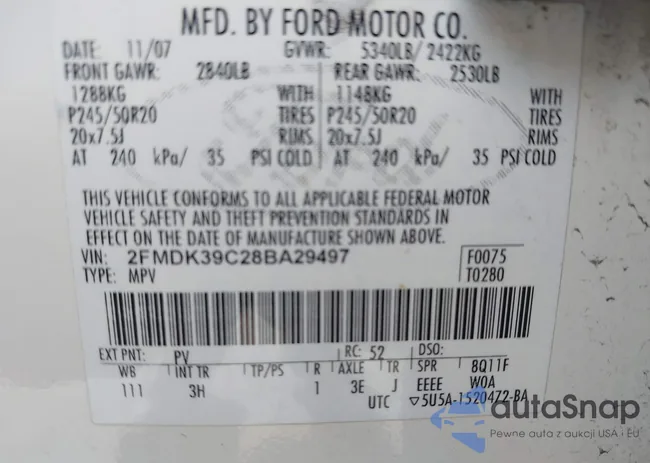 MFD. BY FORD MOTOR CO.
DATE: 11/07 GVWR: 5340LB/ 2422KG
FRONT GAWR: 2840LB REAR GAWR: 2530LB
1288KG WITH 1148KG WITH
P245/50R20 TIRES P245/50R20 TIRES
20x7.5J RIMS 20x7.5J RIMS
AT 240 kPa/ 35 PSI COLD AT 240 kPa/ 35 PSI COLD
THIS VEHICLE CONFORMS TO ALL APPLICABLE FEDERAL MOTOR
VEHICLE SAFETY AND THEFT PREVENTION STANDARDS IN
EFFECT ON THE DATE OF MANUFACTURE SHOWN ABOVE.
VIN: 2FMDK39C28BA29497 F0075
TYPE: MPV T0280
EXT PNT: PV RC: 52 DSO:
WB INT TR TP/PS R AXLE TR SPR 8Q11F
111 3H 1 3E J EEEE WOA
UTC ▽5U5A-1520472-BA
autaSnap
Pewne auta z aukcji USA i EU